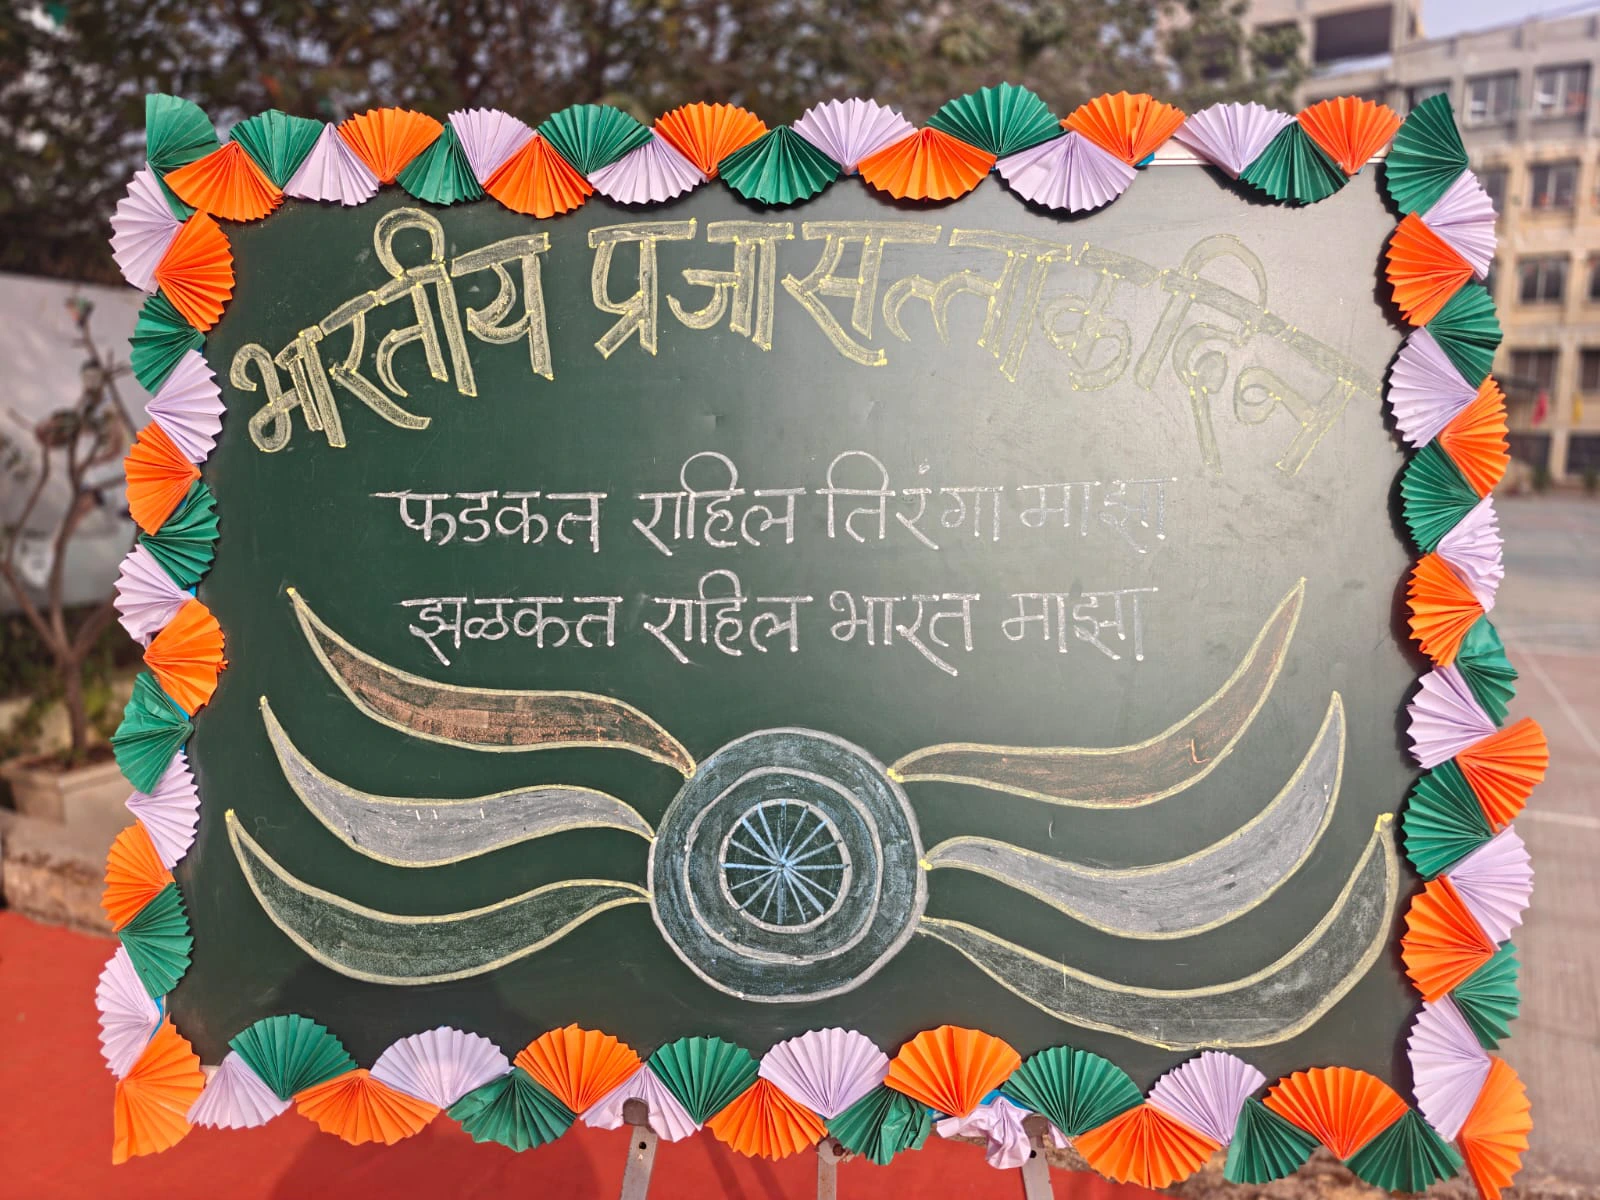 भारतीय प्रजासत्ताक दिन
फडकत राहिल तिरंगा माझा
झळकत राहिल भारत माझा